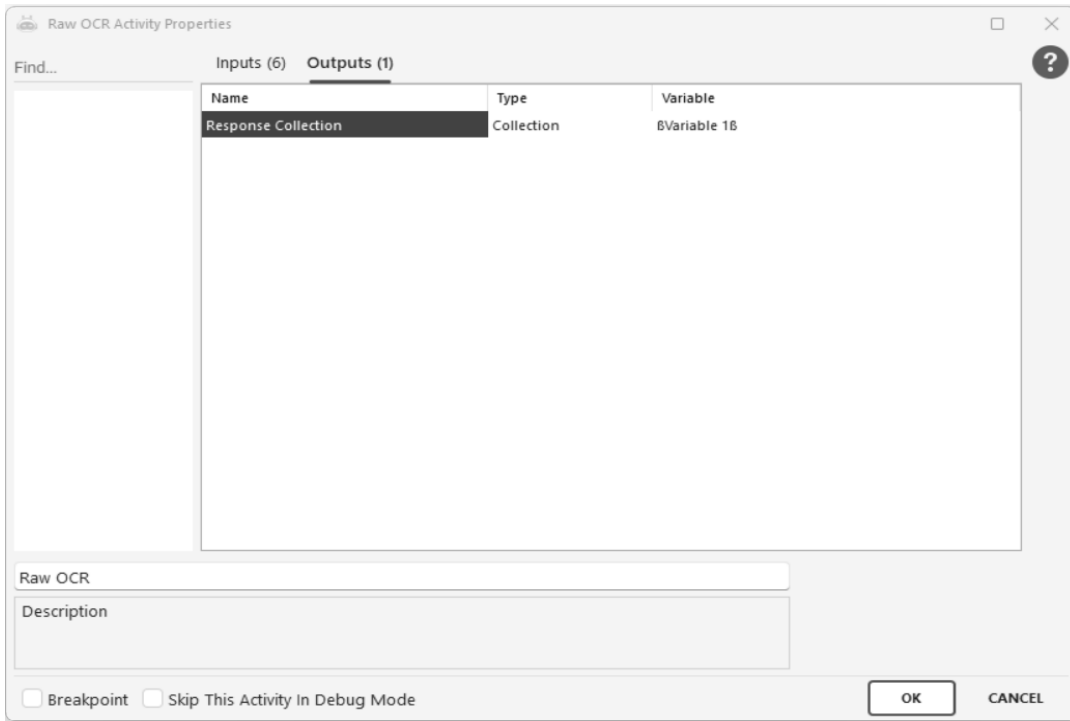 Raw OCR Activity Properties
Find...
Inputs (6) Outputs (1)
?
Name Type Variable
Response Collection Collection ßVariable 1ß
Raw OCR
Description
Breakpoint Skip This Activity In Debug Mode
OK CANCEL